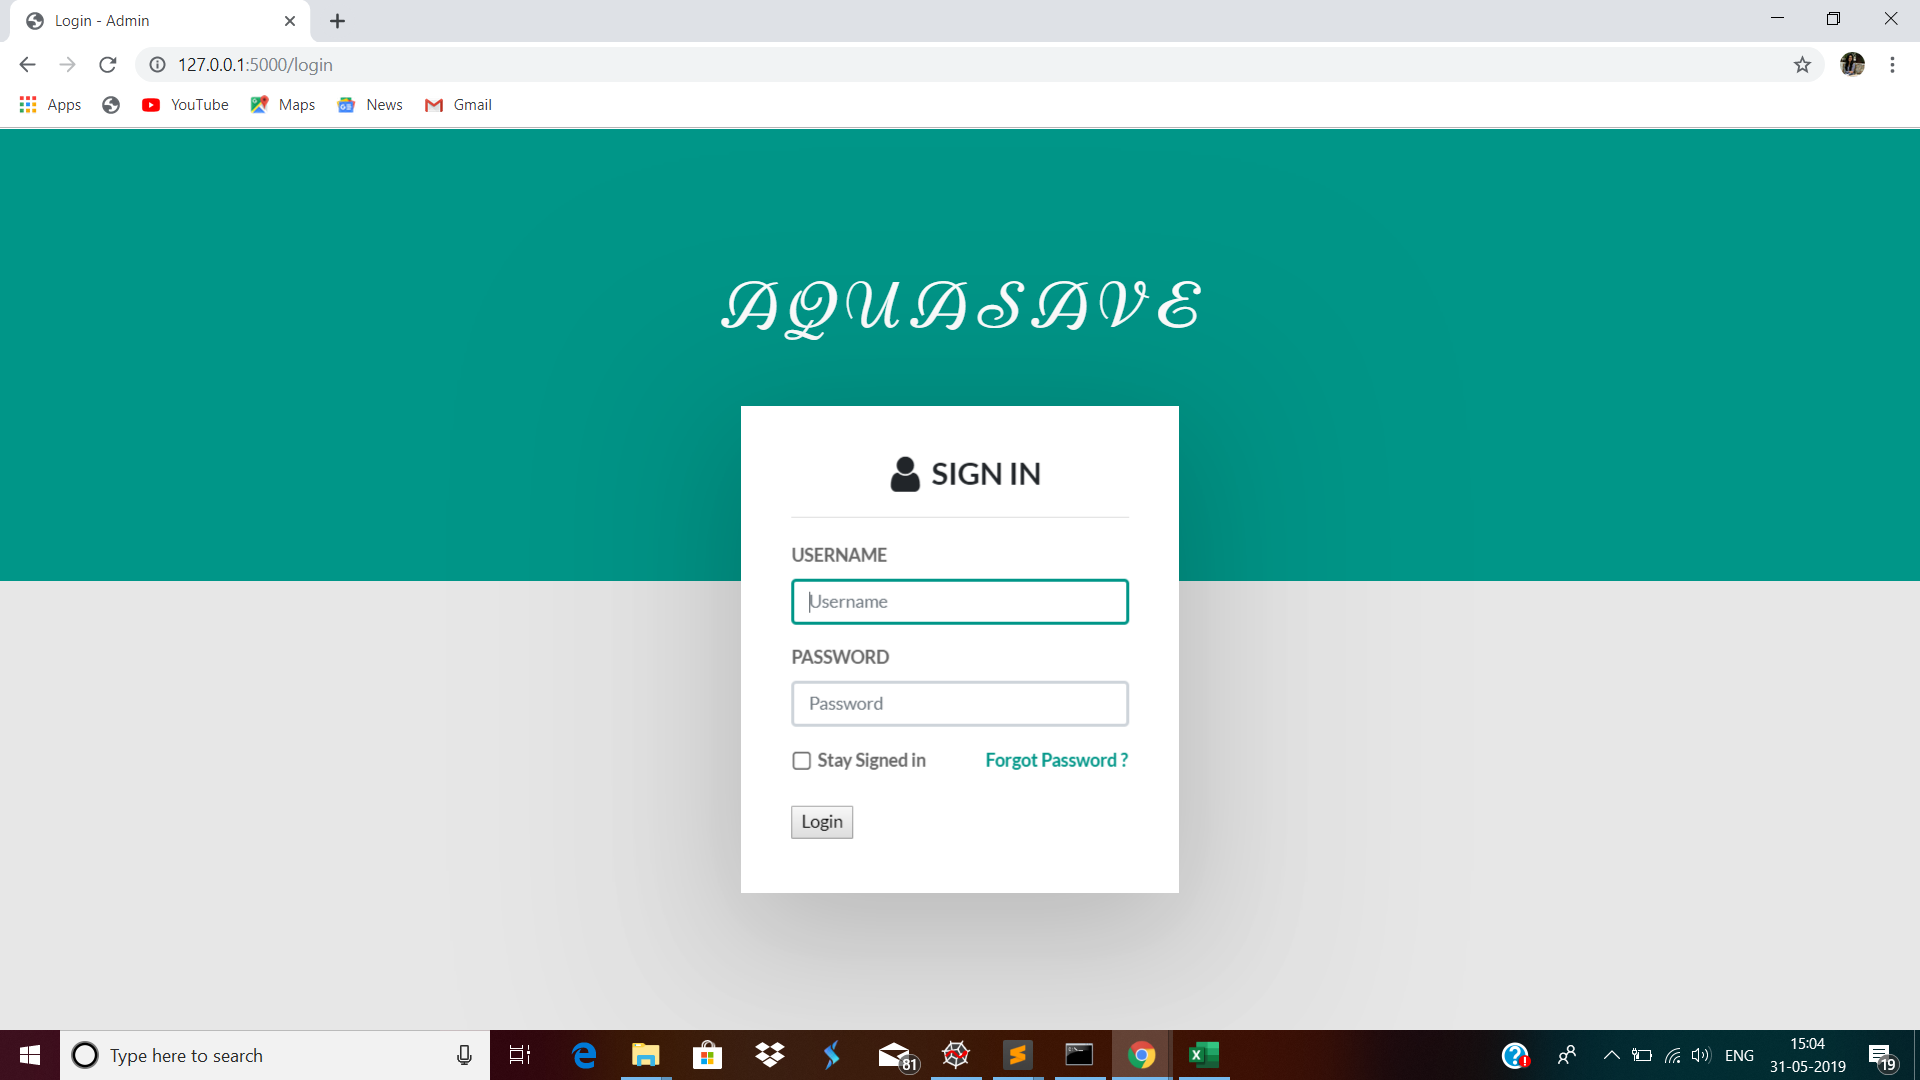 Login - Admin
127.0.0.1:5000/login
Apps
YouTube
Maps
News
Gmail
AQUASAVE
SIGN IN
USERNAME
Username
PASSWORD
Password
Stay Signed in
Forgot Password ?
Login
Type here to search
81
ENG
15:04
31-05-2019
19